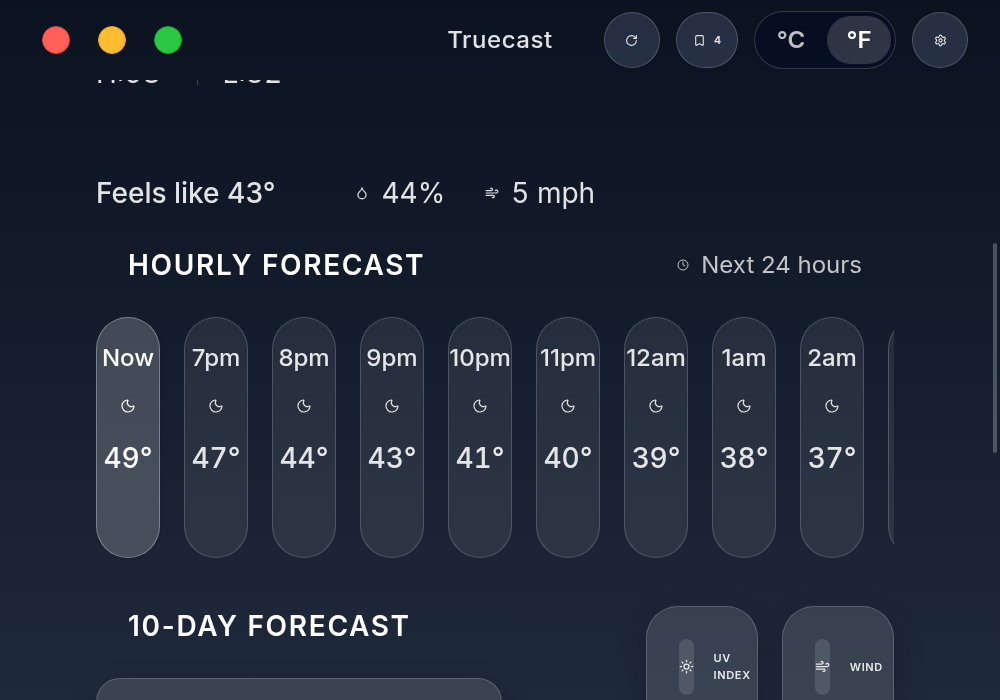 Truecast
4
°C
°F
Feels like 43°
44%
5 mph
HOURLY FORECAST
Next 24 hours
Now 7pm 8pm 9pm 10pm 11pm 12am 1am 2am
49° 47° 44° 43° 41° 40° 39° 38° 37°
10-DAY FORECAST
UV
INDEX
WIND